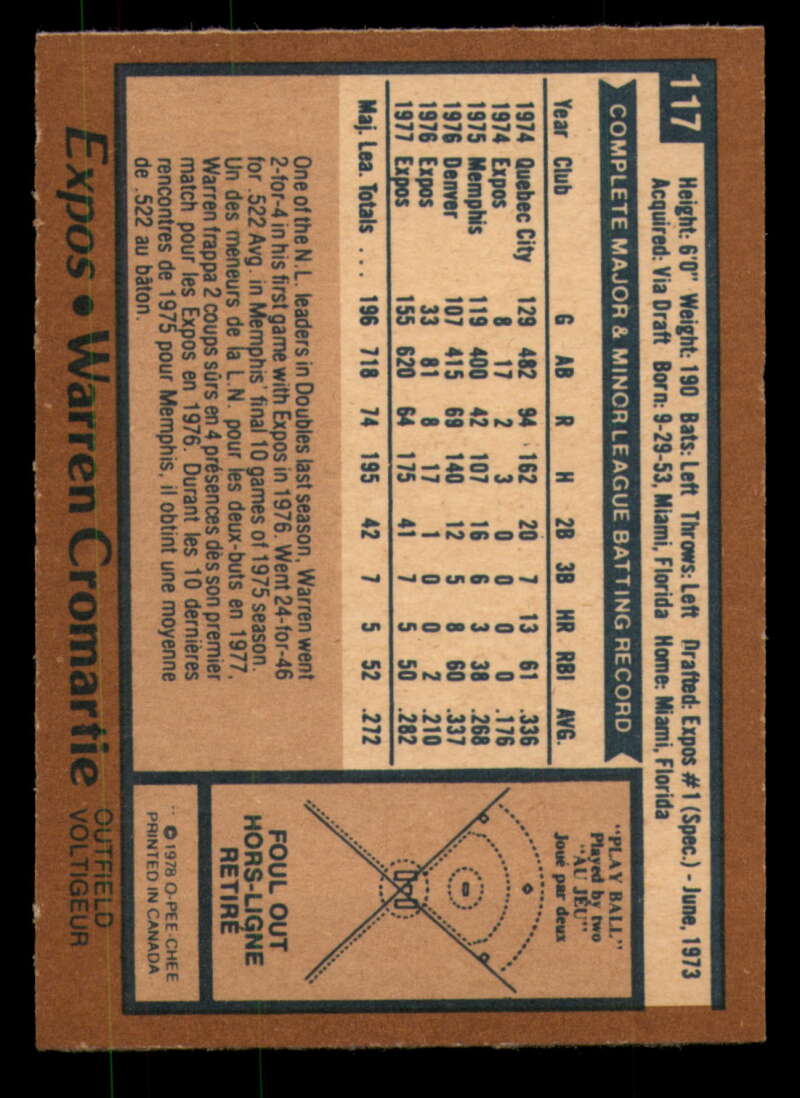 117
Height: 6'0" Weight: 190 Bats: Left Throws: Left Drafted: Expos #1 (Spec.) - June, 1973
Acquired: Via Draft Born: 9-29-53, Miami, Florida Home: Miami, Florida
COMPLETE MAJOR & MINOR LEAGUE BATTING RECORD
Year Club G AB R H 2B 3B HR RBI AVG.
1974 Quebec City 129 482 94 162 20 7 13 61 .336
1974 Expos 8 17 2 3 0 0 0 0 .176
1975 Memphis 119 400 42 107 16 6 3 38 .268
1976 Denver 107 415 69 140 12 5 8 60 .337
1976 Expos 33 81 8 17 1 0 0 2 .210
1977 Expos 155 620 64 175 41 7 5 50 .282
Maj. Lea. Totals ... 196 718 74 195 42 7 5 52 .272
One of the N.L. leaders in Doubles last season, Warren went
2-for-4 in his first game with Expos in 1976. Went 24-for-46
for .522 Avg. in Memphis' final 10 games of 1975 season.
Un des meneurs de la L.N. pour les deux-buts en 1977,
Warren frappa 2 coups sûrs en 4 présences dès son premier
match pour les Expos en 1976. Durant les 10 dernières
rencontres de 1975 pour Memphis, il obtint une moyenne
de .522 au bâton.
"PLAY BALL"
Played by two
"AU JEU"
Joué par deux
FOUL OUT
HORS-LIGNE
RETIRÉ
© 1978 O-PEE-CHEE
PRINTED IN CANADA
Expos • Warren Cromartie
OUTFIELD
VOLTIGEUR